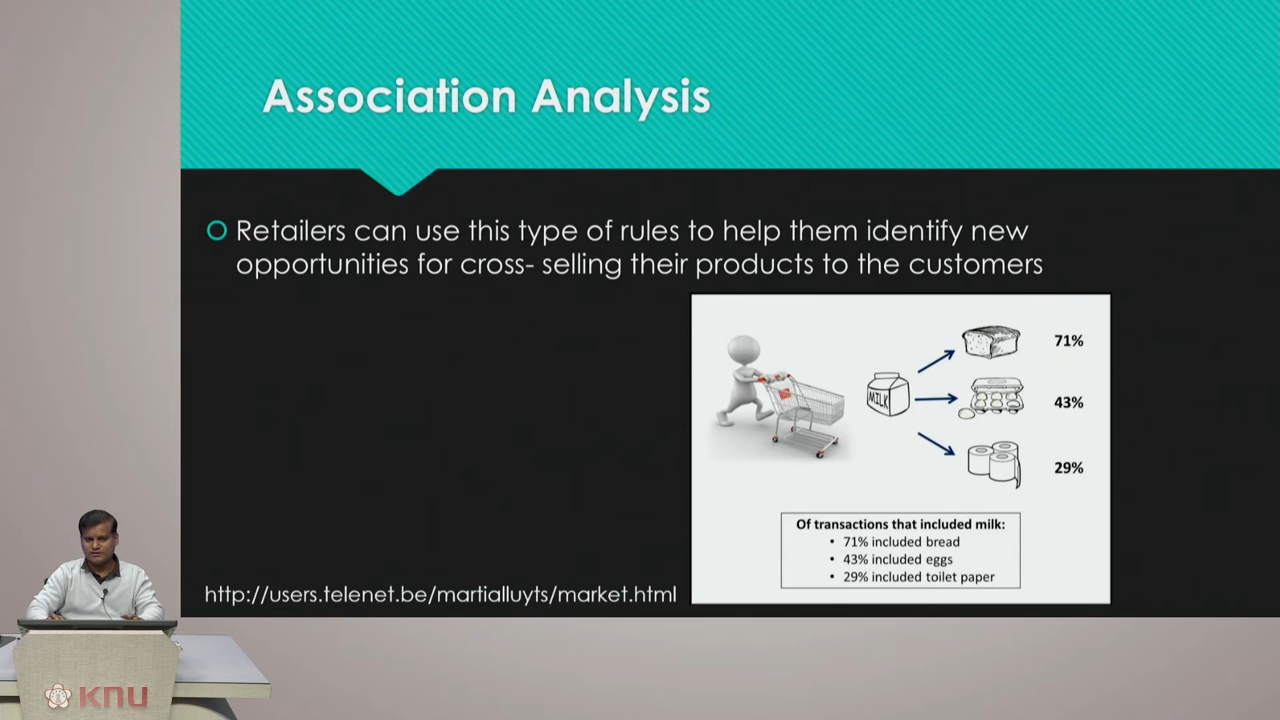 Association Analysis
Retailers can use this type of rules to help them identify new
opportunities for cross- selling their products to the customers
MILK
71%
43%
29%
Of transactions that included milk:
• 71% included bread
• 43% included eggs
• 29% included toilet paper
http://users.telenet.be/martialluyts/market.html
KNU